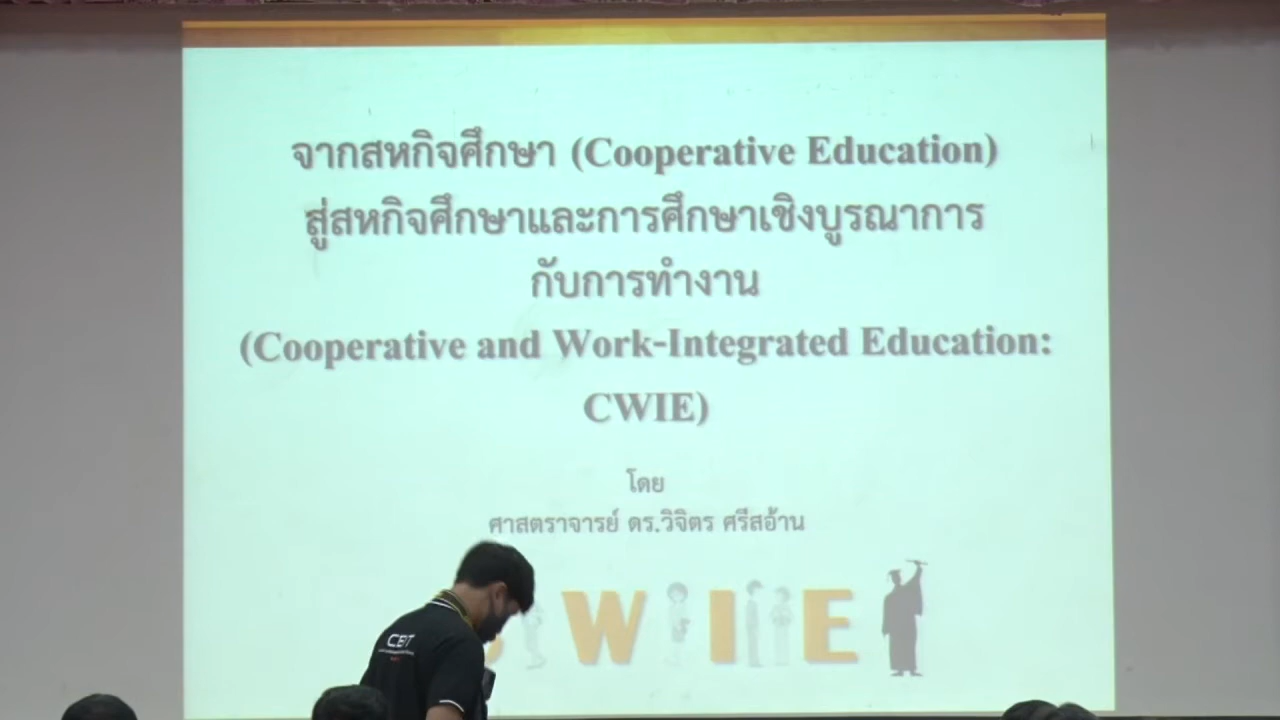 จากสหกิจศึกษา (Cooperative Education)
สู่สหกิจศึกษาและการศึกษาเชิงบูรณาการ
กับการทำงาน
(Cooperative and Work-Integrated Education:
CWIE)
โดย
ศาสตราจารย์ ดร.วิจิตร ศรีสอ้าน
W I E